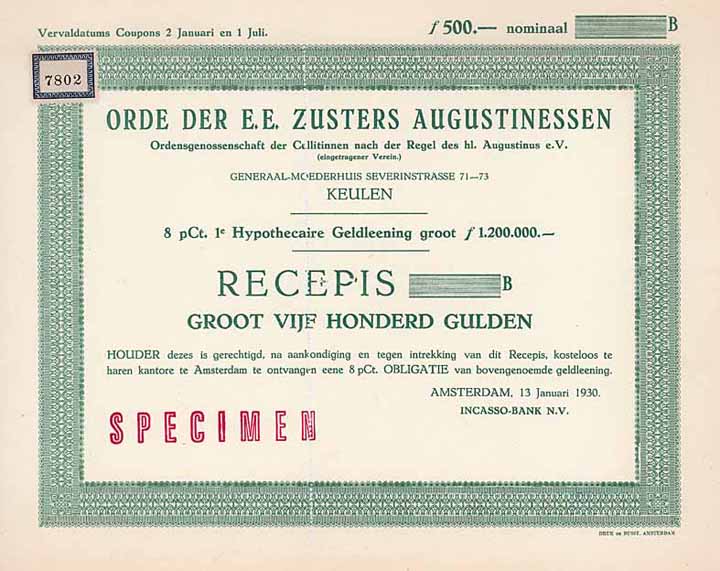 Vervaldatums Coupons 2 Januari en 1 Juli.
f 500.— nominaal B
7802
ORDE DER E.E. ZUSTERS AUGUSTINESSEN
Ordensgenossenschaft der Cellitinnen nach der Regel des hl. Augustinus e.V.
(eingetragener Verein.)
GENERAAL-MOEDERHUIS SEVERINSTRASSE 71—73
KEULEN
8 pCt. 1e Hypothecaire Geldleening groot f 1.200.000.—
RECEPIS B
GROOT VIJF HONDERD GULDEN
HOUDER dezes is gerechtigd, na aankondiging en tegen intrekking van dit Recepis, kosteloos te
haren kantore te Amsterdam te ontvangen eene 8 pCt. OBLIGATIE van bovengenoemde geldleening.
AMSTERDAM, 13 Januari 1930.
INCASSO-BANK N.V.
SPECIMEN
DRUK DE BUSSY, AMSTERDAM